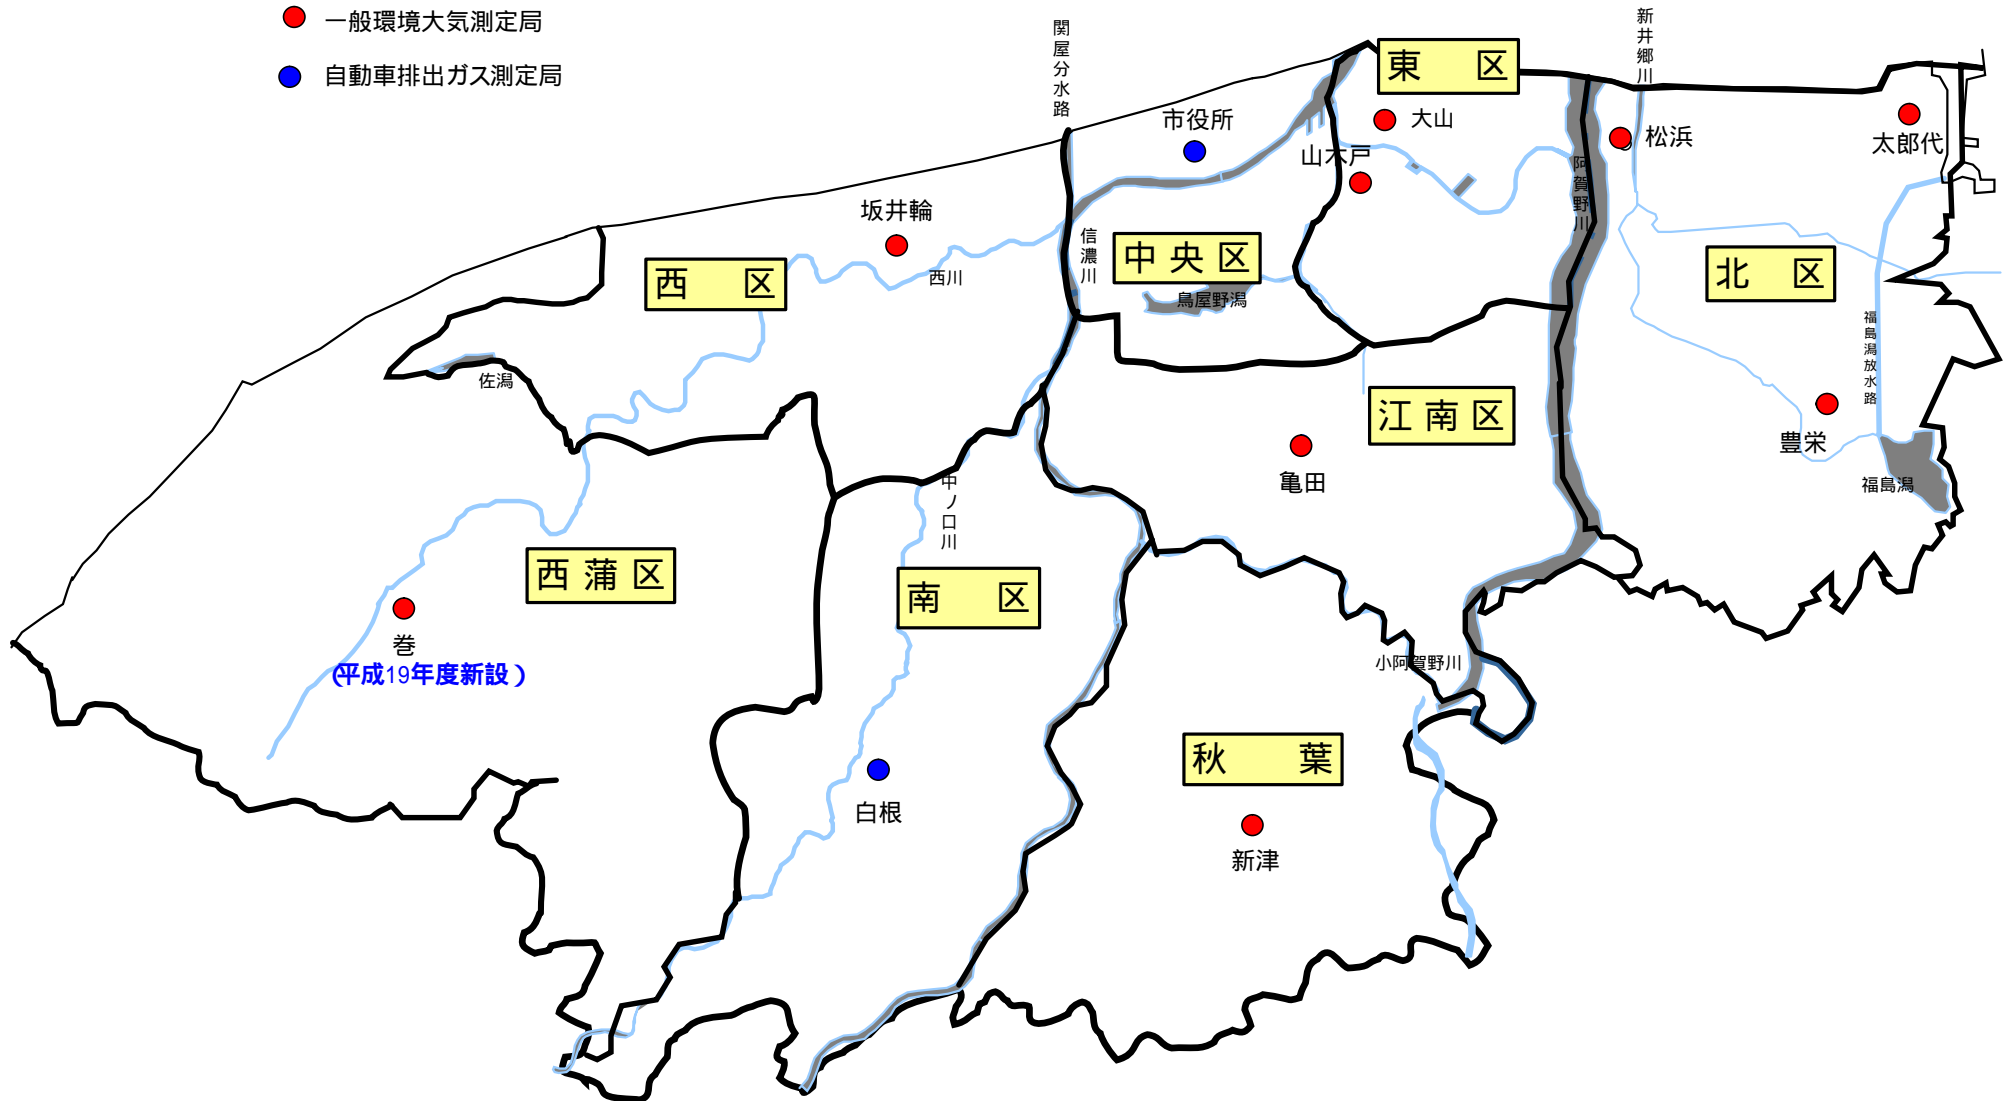 一般環境大気測定局
自動車排出ガス測定局
関屋分水路
新井郷川
東 区
大山
市役所
山木戸
松浜
太郎代
阿賀野川
坂井輪
信濃川
中央区
西 区
西川
鳥屋野潟
北 区
福島潟放水路
佐潟
江南区
豊栄
亀田
福島潟
中ノ口川
西蒲区
南 区
巻
(平成19年度新設)
小阿賀野川
秋 葉
白根
新津